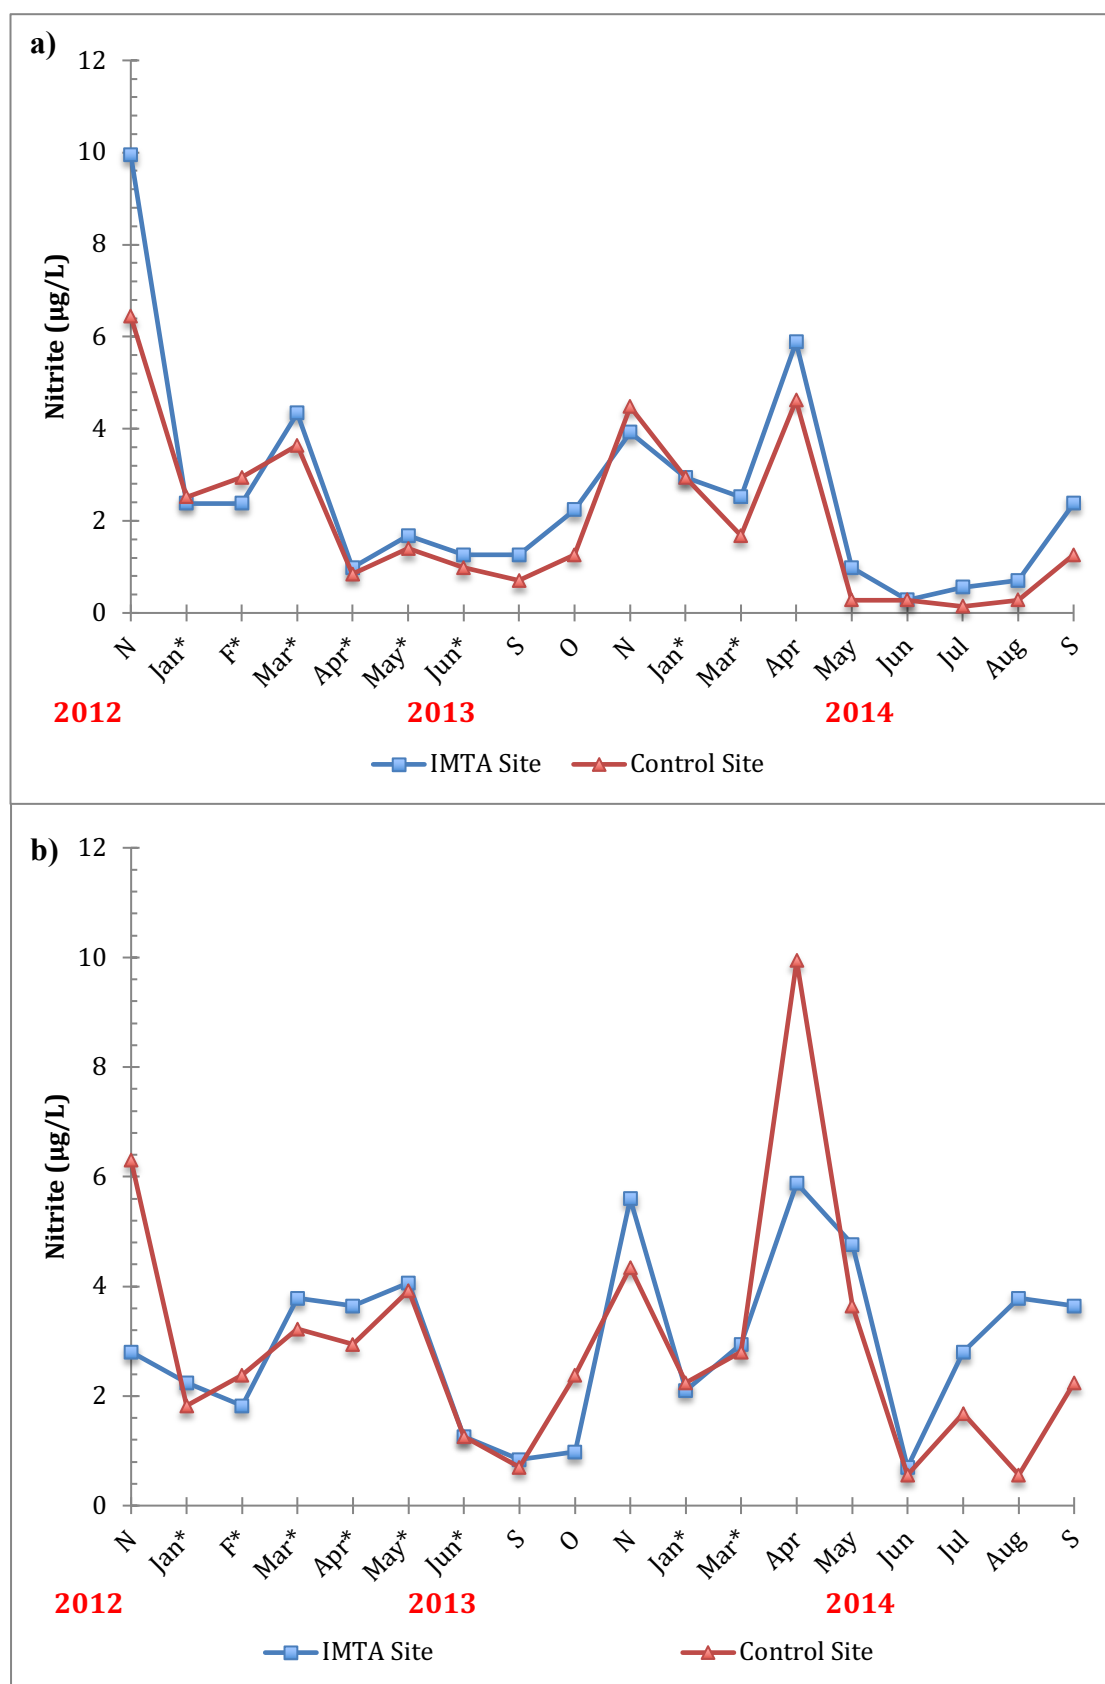 a)
12
10
8
6
4
2
0
Nitrite (µg/L)
N Jan* F* Mar* Apr* May* Jun* S O N Jan* Mar* Apr May Jun Jul Aug S
2012 2013 2014
IMTA Site Control Site
b)
12
10
8
6
4
2
0
Nitrite (µg/L)
N Jan* F* Mar* Apr* May* Jun* S O N Jan* Mar* Apr May Jun Jul Aug S
2012 2013 2014
IMTA Site Control Site